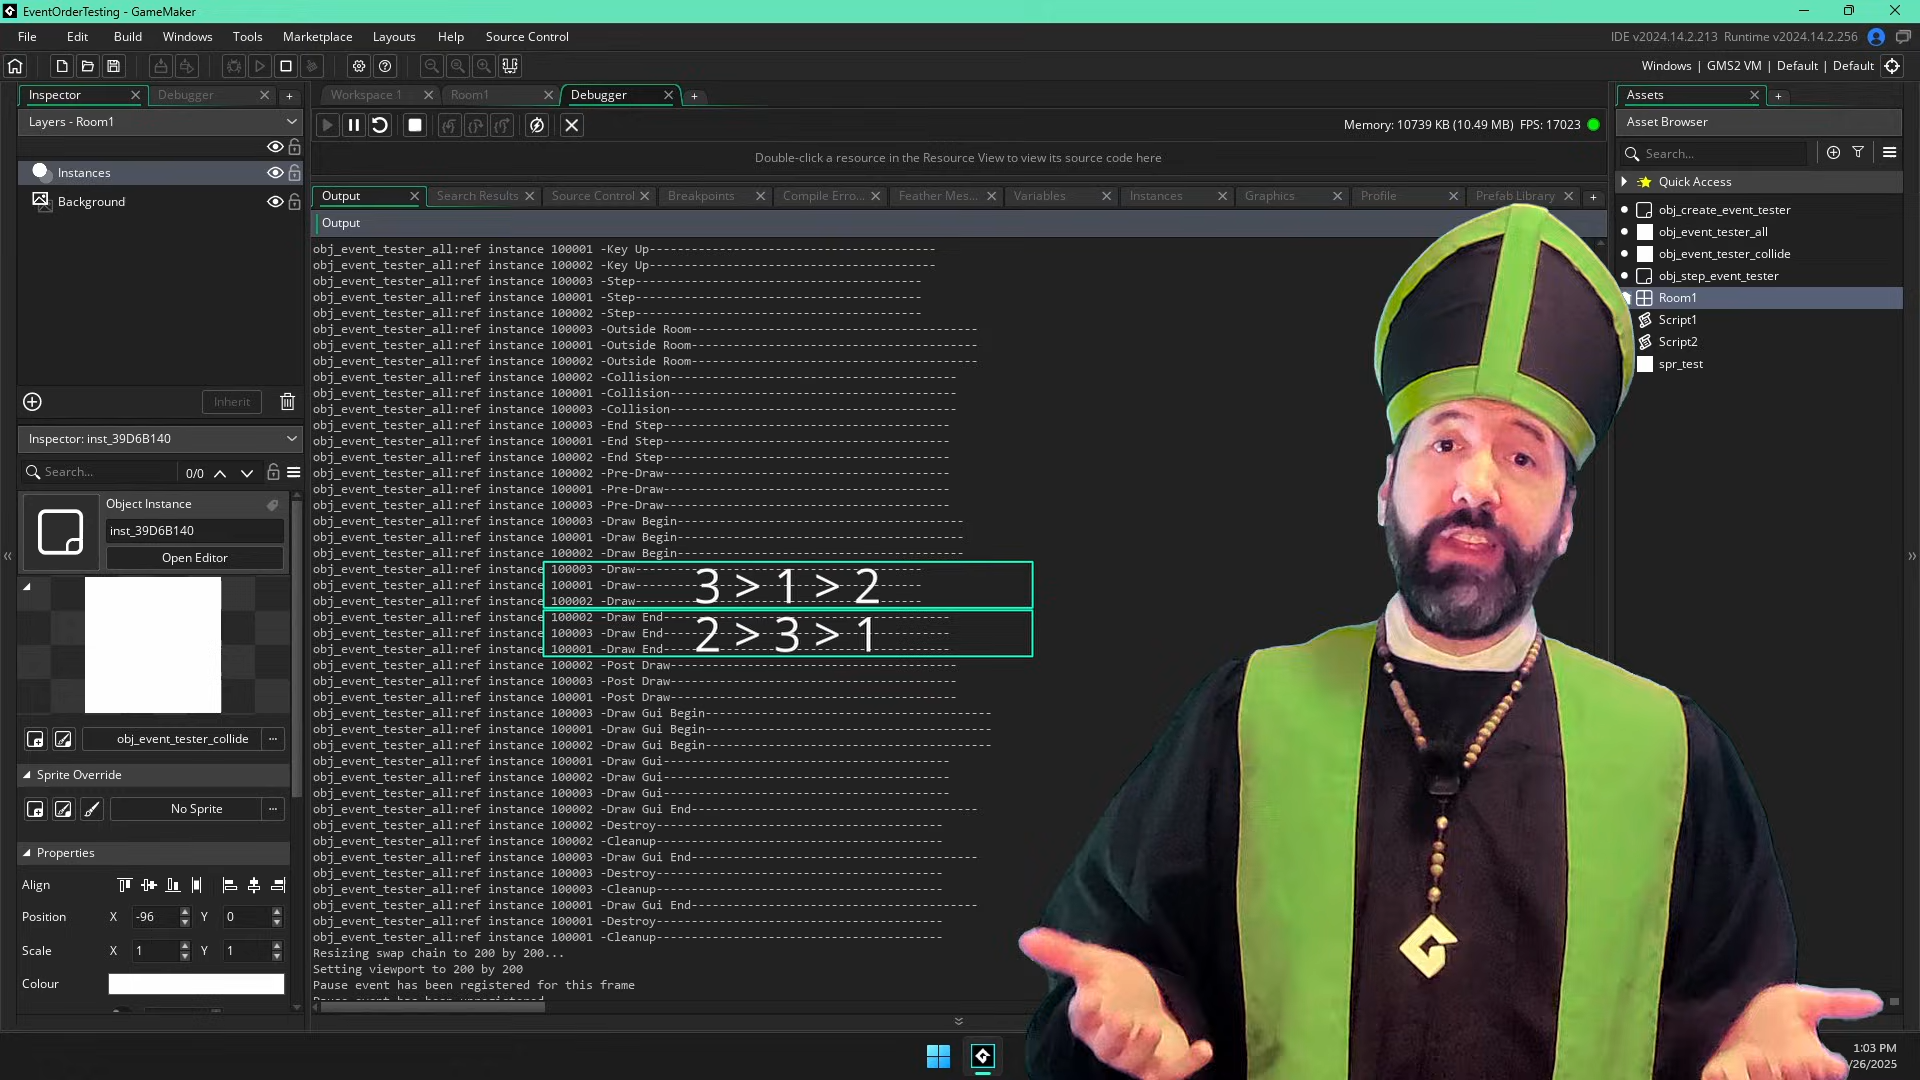 EventOrderTesting - GameMaker
File Edit Build Windows Tools Marketplace Layouts Help Source Control
IDE v2024.14.2.213 Runtime v2024.14.2.256
Windows | GMS2 VM | Default | Default
Inspector
Debugger
Workspace 1
Room1
Debugger
Assets
Layers - Room1
Memory: 10739 KB (10.49 MB) FPS: 17023
Asset Browser
Double-click a resource in the Resource View to view its source code here
Search...
Instances
Background
Quick Access
Output
Search Results
Source Control
Breakpoints
Compile Erro...
Feather Mes...
Variables
Instances
Graphics
Profile
Prefab Library
Output
obj_create_event_tester
obj_event_tester_all
obj_event_tester_collide
obj_step_event_tester
Room1
Script1
Script2
spr_test
obj_event_tester_all:ref instance 100001 -Key Up-----------------------------------------
obj_event_tester_all:ref instance 100002 -Key Up-----------------------------------------
obj_event_tester_all:ref instance 100003 -Step-----------------------------------------
obj_event_tester_all:ref instance 100001 -Step-----------------------------------------
obj_event_tester_all:ref instance 100002 -Step-----------------------------------------
obj_event_tester_all:ref instance 100003 -Outside Room-----------------------------------------
obj_event_tester_all:ref instance 100001 -Outside Room-----------------------------------------
obj_event_tester_all:ref instance 100002 -Outside Room-----------------------------------------
obj_event_tester_all:ref instance 100002 -Collision-----------------------------------------
obj_event_tester_all:ref instance 100001 -Collision-----------------------------------------
obj_event_tester_all:ref instance 100003 -Collision-----------------------------------------
obj_event_tester_all:ref instance 100003 -End Step-----------------------------------------
obj_event_tester_all:ref instance 100001 -End Step-----------------------------------------
obj_event_tester_all:ref instance 100002 -End Step-----------------------------------------
obj_event_tester_all:ref instance 100002 -Pre-Draw-----------------------------------------
obj_event_tester_all:ref instance 100001 -Pre-Draw-----------------------------------------
obj_event_tester_all:ref instance 100003 -Pre-Draw-----------------------------------------
obj_event_tester_all:ref instance 100003 -Draw Begin-----------------------------------------
obj_event_tester_all:ref instance 100001 -Draw Begin-----------------------------------------
obj_event_tester_all:ref instance 100002 -Draw Begin-----------------------------------------
obj_event_tester_all:ref instance 100003 -Draw-----------------------------------------
obj_event_tester_all:ref instance 100001 -Draw-----------------------------------------
obj_event_tester_all:ref instance 100002 -Draw-----------------------------------------
3 > 1 > 2
obj_event_tester_all:ref instance 100002 -Draw End-----------------------------------------
obj_event_tester_all:ref instance 100003 -Draw End-----------------------------------------
obj_event_tester_all:ref instance 100001 -Draw End-----------------------------------------
2 > 3 > 1
obj_event_tester_all:ref instance 100002 -Post Draw-----------------------------------------
obj_event_tester_all:ref instance 100003 -Post Draw-----------------------------------------
obj_event_tester_all:ref instance 100001 -Post Draw-----------------------------------------
obj_event_tester_all:ref instance 100003 -Draw Gui Begin-----------------------------------------
obj_event_tester_all:ref instance 100001 -Draw Gui Begin-----------------------------------------
obj_event_tester_all:ref instance 100002 -Draw Gui Begin-----------------------------------------
obj_event_tester_all:ref instance 100001 -Draw Gui-----------------------------------------
obj_event_tester_all:ref instance 100002 -Draw Gui-----------------------------------------
obj_event_tester_all:ref instance 100003 -Draw Gui-----------------------------------------
obj_event_tester_all:ref instance 100002 -Draw Gui End-----------------------------------------
obj_event_tester_all:ref instance 100002 -Destroy-----------------------------------------
obj_event_tester_all:ref instance 100002 -Cleanup-----------------------------------------
obj_event_tester_all:ref instance 100003 -Draw Gui End-----------------------------------------
obj_event_tester_all:ref instance 100003 -Destroy-----------------------------------------
obj_event_tester_all:ref instance 100003 -Cleanup-----------------------------------------
obj_event_tester_all:ref instance 100001 -Draw Gui End-----------------------------------------
obj_event_tester_all:ref instance 100001 -Destroy-----------------------------------------
obj_event_tester_all:ref instance 100001 -Cleanup-----------------------------------------
Resizing swap chain to 200 by 200...
Setting viewport to 200 by 200
Pause event has been registered for this frame
Inherit
Inspector: inst_39D6B140
Search...
0/0
Object Instance
inst_39D6B140
Open Editor
obj_event_tester_collide
Sprite Override
No Sprite
Properties
Align
Position X -96 Y 0
Scale X 1 Y 1
Colour
1:03 PM
/26/2025